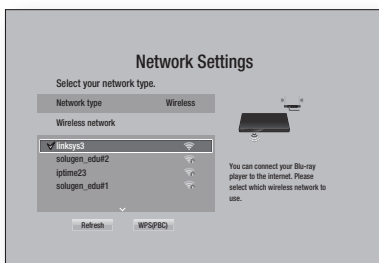 Network Settings
Select your network type.
Network type Wireless
Wireless network
linksys3
solugen_edu#2
iptime23
solugen_edu#1
You can connect your Blu-ray
player to the internet. Please
select which wireless network to
use.
Refresh WPS(PBC)